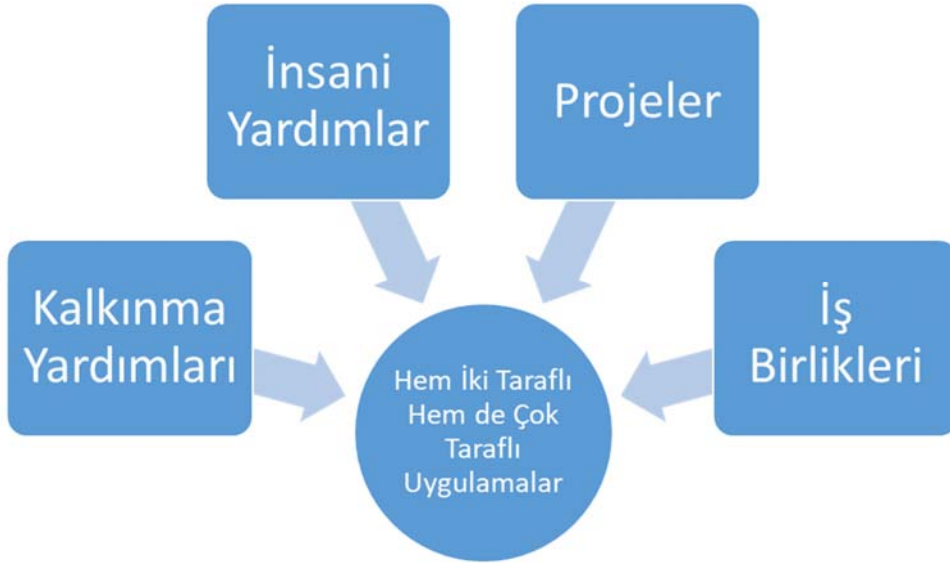 İnsani
Yardımlar
Projeler
Kalkınma
Yardımları
İş
Birlikleri
Hem İki Taraflı
Hem de Çok
Taraflı
Uygulamalar